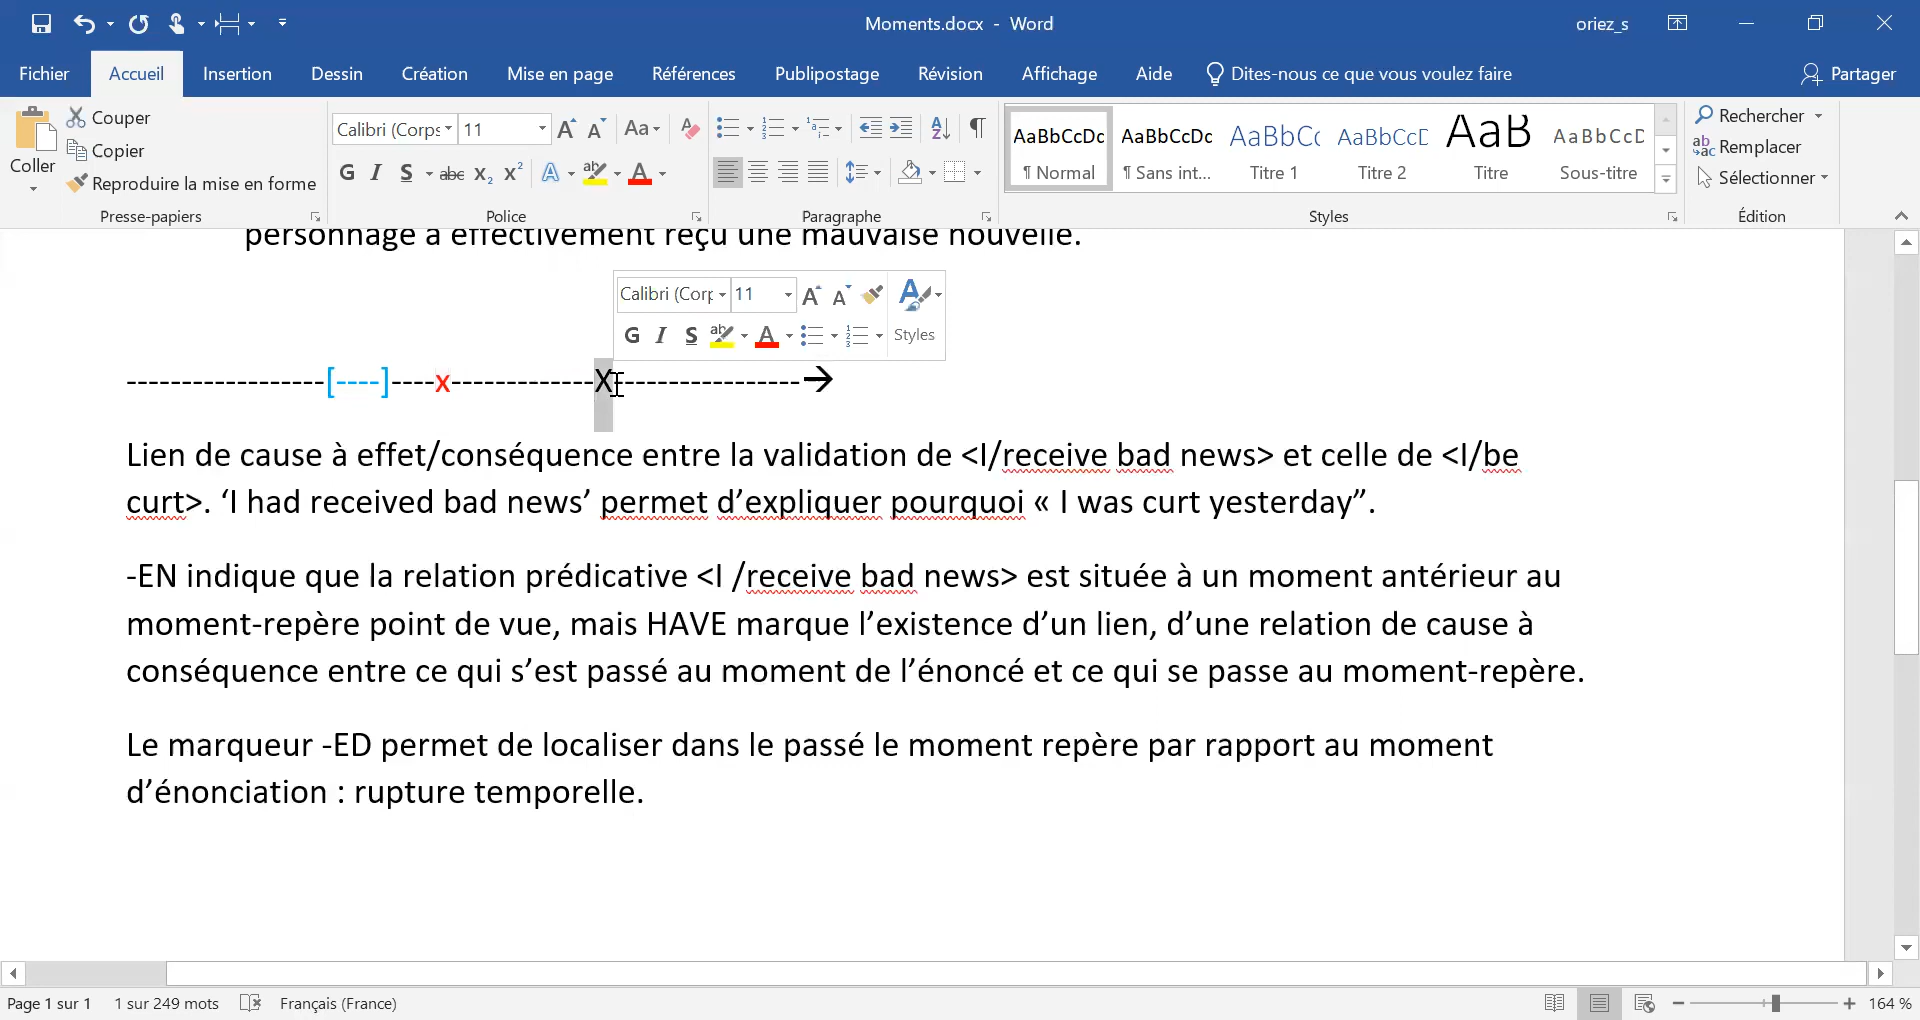 Moments.docx - Word
oriez_s
Fichier Accueil Insertion Dessin Création Mise en page Références Publipostage Révision Affichage Aide Dites-nous ce que vous voulez faire Partager
Coller
Couper
Copier
Reproduire la mise en forme
Presse-papiers
Calibri (Corps 11
Aa
G I S abc x₂ x² A ab A
Police
Paragraphe
AaBbCcDc AaBbCcDc AaBbCc AaBbCcD AaB AaBbCcD
¶ Normal ¶ Sans int... Titre 1 Titre 2 Titre Sous-titre
Styles
Rechercher
Remplacer
Sélectionner
Édition
personnage a effectivement reçu une mauvaise nouvelle.
Calibri (Corp 11
G I S ab A Styles
------------------[----]----x-------------X-----------------→
Lien de cause à effet/conséquence entre la validation de <I/receive bad news> et celle de <I/be
curt>. ‘I had received bad news’ permet d’expliquer pourquoi « I was curt yesterday”.
-EN indique que la relation prédicative <I /receive bad news> est située à un moment antérieur au
moment-repère point de vue, mais HAVE marque l’existence d’un lien, d’une relation de cause à
conséquence entre ce qui s’est passé au moment de l’énoncé et ce qui se passe au moment-repère.
Le marqueur -ED permet de localiser dans le passé le moment repère par rapport au moment
d’énonciation : rupture temporelle.
Page 1 sur 1 1 sur 249 mots Français (France) 164 %